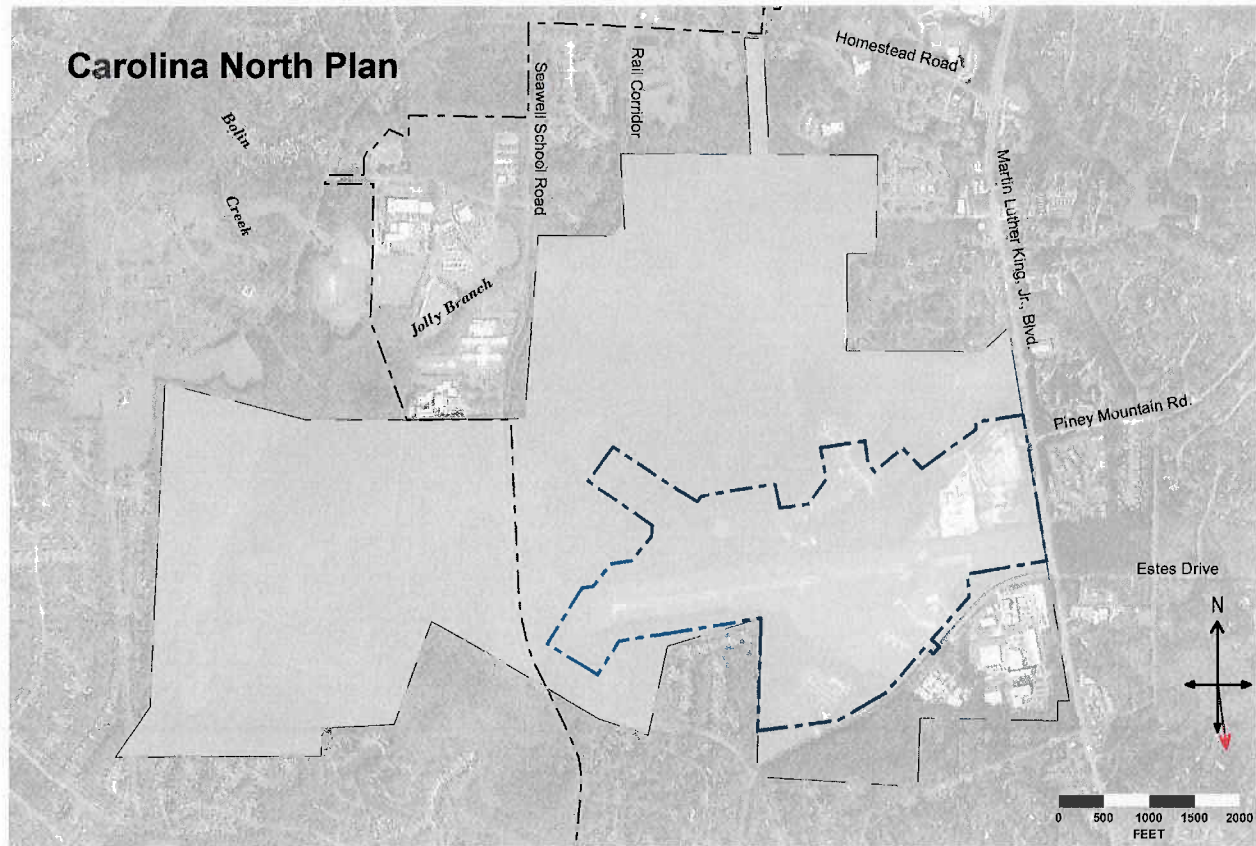 Carolina North Plan
Homestead Road
Rail Corridor
Seawell School Road
Bolin
Creek
Jolly Branch
Martin Luther King, Jr., Blvd.
Piney Mountain Rd.
Estes Drive
N
0 500 1000 1500 2000
FEET